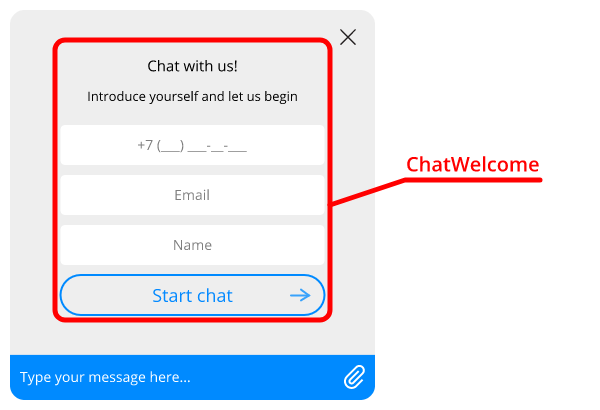 Chat with us!
Introduce yourself and let us begin
+7 (___) ___-__-___
ChatWelcome
Email
Name
Start chat
Type your message here...